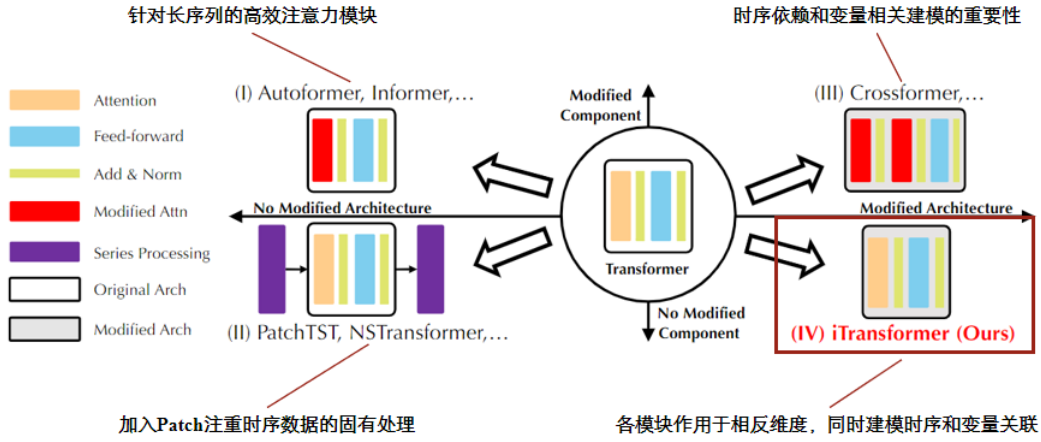 针对长序列的高效注意力模块
时序依赖和变量相关建模的重要性
Attention
Feed-forward
Add & Norm
Modified Attn
Series Processing
Original Arch
Modified Arch
(I) Autoformer, Informer,...
Modified
Component
(III) Crossformer,...
No Modified Architecture
Modified Architecture
Transformer
(II) PatchTST, NSTransformer,...
No Modified
Component
(IV) iTransformer (Ours)
加入Patch注重时序数据的固有处理
各模块作用于相反维度，同时建模时序和变量关联